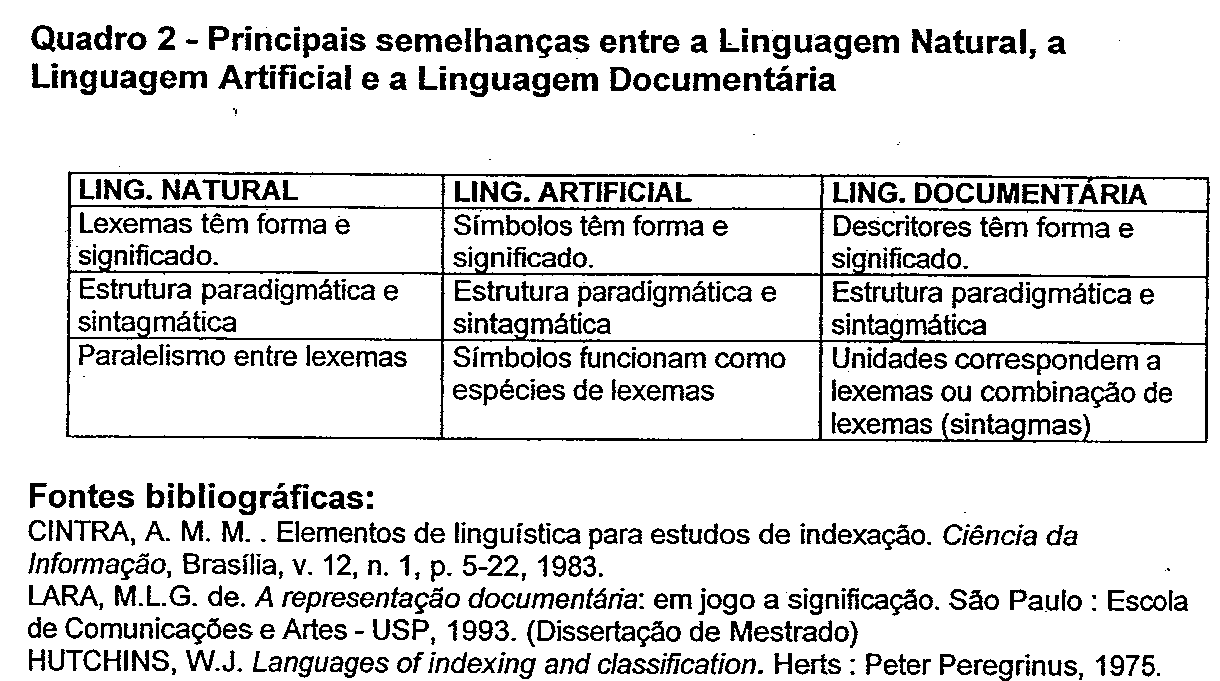 Quadro 2 - Principais semelhanças entre a Linguagem Natural, a
Linguagem Artificial e a Linguagem Documentária
LING. NATURAL LING. ARTIFICIAL LING. DOCUMENTÁRIA
Lexemas têm forma e Símbolos têm forma e Descritores têm forma e
significado. significado. significado.
Estrutura paradigmática e Estrutura paradigmática e Estrutura paradigmática e
sintagmática sintagmática sintagmática
Paralelismo entre lexemas Símbolos funcionam como Unidades correspondem a
espécies de lexemas lexemas ou combinação de
lexemas (sintagmas)
Fontes bibliográficas:
CINTRA, A. M. M. . Elementos de linguística para estudos de indexação. Ciência da
Informação, Brasília, v. 12, n. 1, p. 5-22, 1983.
LARA, M.L.G. de. A representação documentária: em jogo a significação. São Paulo : Escola
de Comunicações e Artes - USP, 1993. (Dissertação de Mestrado)
HUTCHINS, W.J. Languages of indexing and classification. Herts : Peter Peregrinus, 1975.